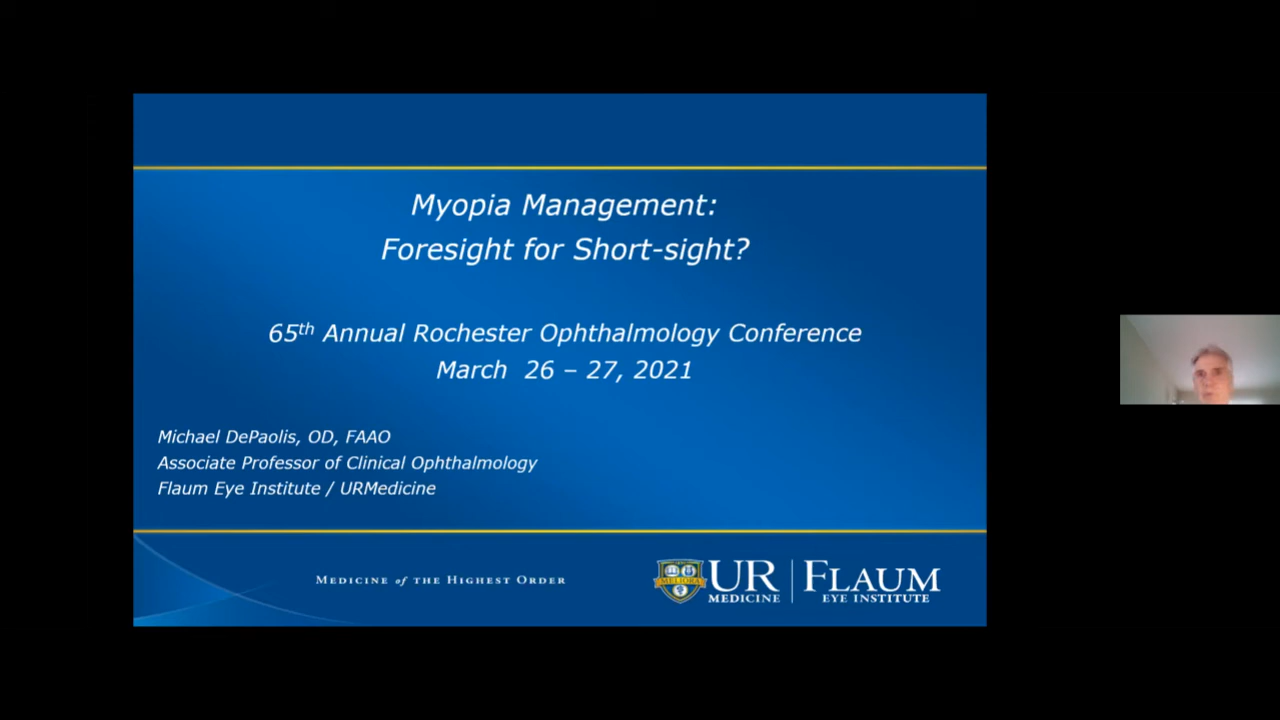 Myopia Management:
Foresight for Short-sight?
65th Annual Rochester Ophthalmology Conference
March 26 – 27, 2021
Michael DePaolis, OD, FAAO
Associate Professor of Clinical Ophthalmology
Flaum Eye Institute / URMedicine
MEDICINE of THE HIGHEST ORDER
MELIORA
UR
MEDICINE
FLAUM
EYE INSTITUTE